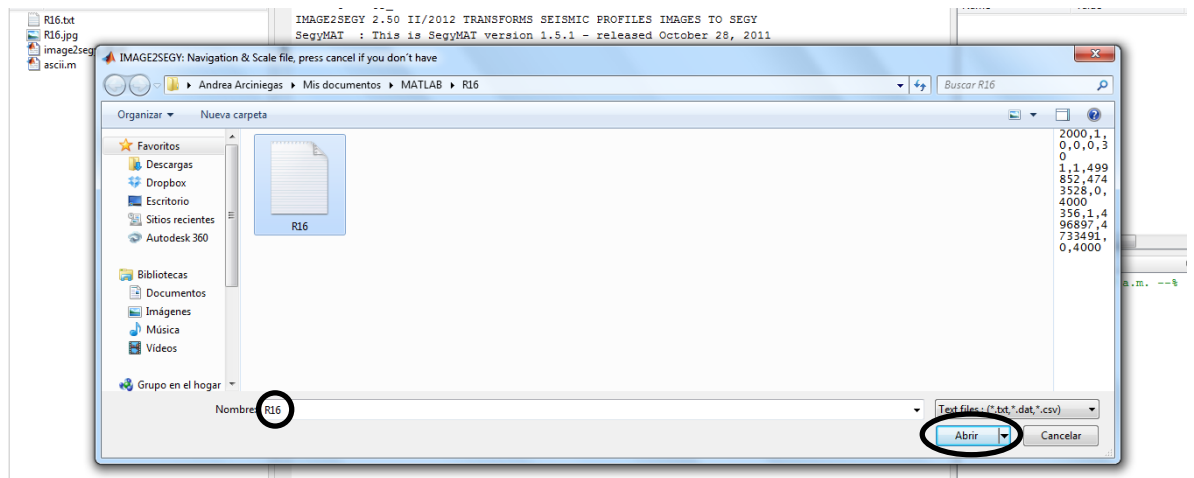 R16.txt
R16.jpg
image2seg
ascii.m
IMAGE2SEGY 2.50 II/2012 TRANSFORMS SEISMIC PROFILES IMAGES TO SEGY
SegyMAT : This is SegyMAT version 1.5.1 - released October 28, 2011
IMAGE2SEGY: Navigation & Scale file, press cancel if you don´t have
Andrea Arciniegas ▸ Mis documentos ▸ MATLAB ▸ R16
Buscar R16
Organizar
Nueva carpeta
Favoritos
Descargas
Dropbox
Escritorio
Sitios recientes
Autodesk 360
Bibliotecas
Documentos
Imágenes
Música
Vídeos
Grupo en el hogar
R16
2000,1,
0,0,0,3
0
1,1,499
852,474
3528,0,
4000
356,1,4
96897,4
733491,
0,4000
a.m. --%
Nombre: R16
Text files : (*.txt,*.dat,*.csv)
Abrir
Cancelar